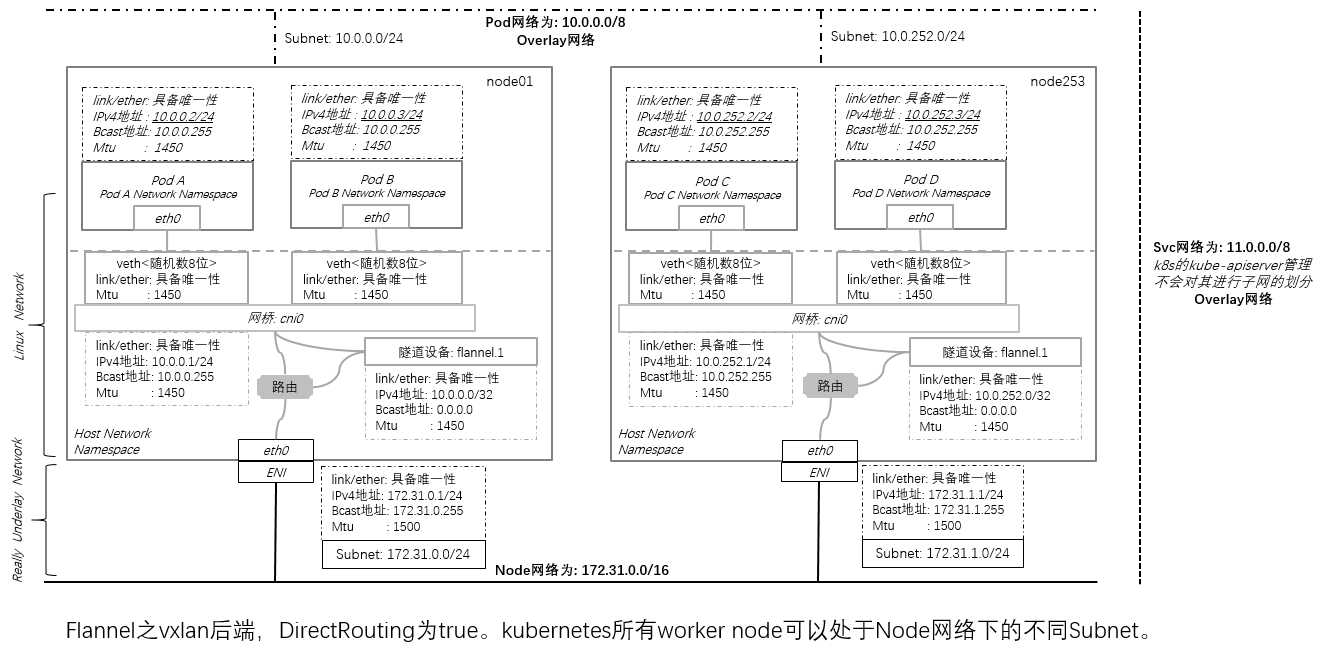 Pod网络为: 10.0.0.0/8
Overlay网络
Subnet: 10.0.0.0/24
Subnet: 10.0.252.0/24
node01
link/ether: 具备唯一性
IPv4地址 : 10.0.0.2/24
Bcast地址: 10.0.0.255
Mtu : 1450
link/ether: 具备唯一性
IPv4地址 : 10.0.0.3/24
Bcast地址: 10.0.0.255
Mtu : 1450
Pod A
Pod A Network Namespace
eth0
Pod B
Pod B Network Namespace
eth0
veth<随机数8位>
link/ether: 具备唯一性
Mtu : 1450
veth<随机数8位>
link/ether: 具备唯一性
Mtu : 1450
网桥: cni0
link/ether: 具备唯一性
IPv4地址: 10.0.0.1/24
Bcast地址: 10.0.0.255
Mtu : 1450
路由
隧道设备: flannel.1
link/ether: 具备唯一性
IPv4地址: 10.0.0.0/32
Bcast地址: 0.0.0.0
Mtu : 1450
Host Network
Namespace
eth0
ENI
link/ether: 具备唯一性
IPv4地址: 172.31.0.1/24
Bcast地址: 172.31.0.255
Mtu : 1500
Subnet: 172.31.0.0/24
node253
link/ether: 具备唯一性
IPv4地址 : 10.0.252.2/24
Bcast地址: 10.0.252.255
Mtu : 1450
link/ether: 具备唯一性
IPv4地址 : 10.0.252.3/24
Bcast地址: 10.0.252.255
Mtu : 1450
Pod C
Pod C Network Namespace
eth0
Pod D
Pod D Network Namespace
eth0
veth<随机数8位>
link/ether: 具备唯一性
Mtu : 1450
veth<随机数8位>
link/ether: 具备唯一性
Mtu : 1450
网桥: cni0
link/ether: 具备唯一性
IPv4地址: 10.0.252.1/24
Bcast地址: 10.0.252.255
Mtu : 1450
路由
隧道设备: flannel.1
link/ether: 具备唯一性
IPv4地址: 10.0.252.0/32
Bcast地址: 0.0.0.0
Mtu : 1450
Host Network
Namespace
eth0
ENI
link/ether: 具备唯一性
IPv4地址: 172.31.1.1/24
Bcast地址: 172.31.1.255
Mtu : 1500
Subnet: 172.31.1.0/24
Linux Network
Really Underlay Network
Node网络为: 172.31.0.0/16
Svc网络为: 11.0.0.0/8
k8s的kube-apiserver管理
不会对其进行子网的划分
Overlay网络
Flannel之vxlan后端，DirectRouting为true。kubernetes所有worker node可以处于Node网络下的不同Subnet。